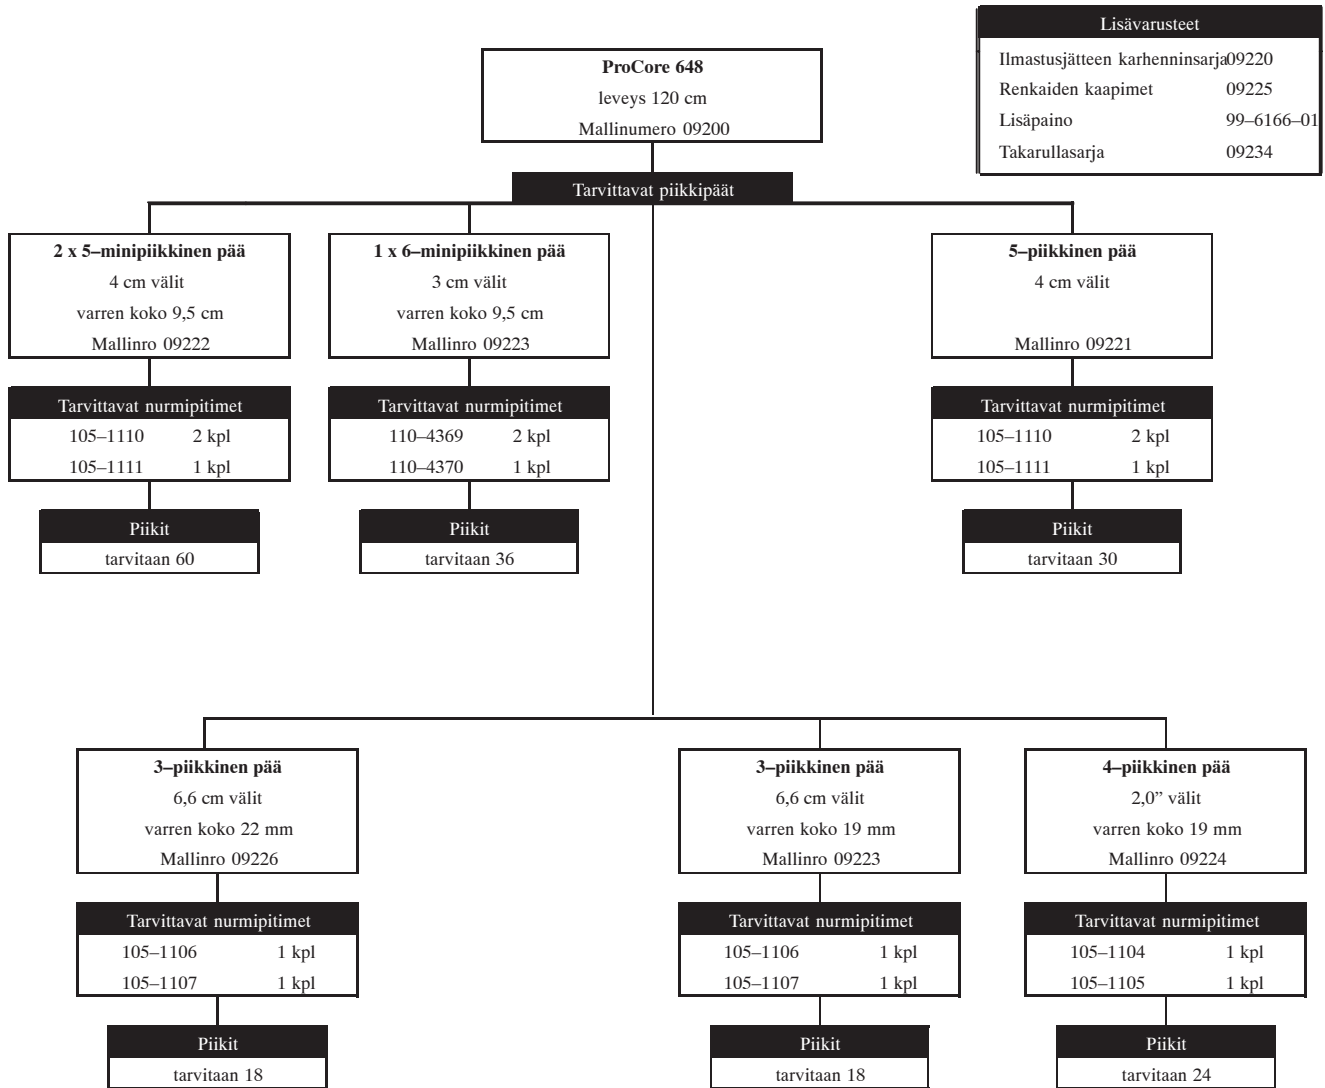 Lisävarusteet
Ilmastusjätteen karhenninsarja09220
Renkaiden kaapimet 09225
Lisäpaino 99–6166–01
Takarullasarja 09234
ProCore 648
leveys 120 cm
Mallinumero 09200
Tarvittavat piikkipäät
2 x 5–minipiikkinen pää
4 cm välit
varren koko 9,5 cm
Mallinro 09222
Tarvittavat nurmipitimet
105–1110 2 kpl
105–1111 1 kpl
Piikit
tarvitaan 60
1 x 6–minipiikkinen pää
3 cm välit
varren koko 9,5 cm
Mallinro 09223
Tarvittavat nurmipitimet
110–4369 2 kpl
110–4370 1 kpl
Piikit
tarvitaan 36
5–piikkinen pää
4 cm välit
Mallinro 09221
Tarvittavat nurmipitimet
105–1110 2 kpl
105–1111 1 kpl
Piikit
tarvitaan 30
3–piikkinen pää
6,6 cm välit
varren koko 22 mm
Mallinro 09226
Tarvittavat nurmipitimet
105–1106 1 kpl
105–1107 1 kpl
Piikit
tarvitaan 18
3–piikkinen pää
6,6 cm välit
varren koko 19 mm
Mallinro 09223
Tarvittavat nurmipitimet
105–1106 1 kpl
105–1107 1 kpl
Piikit
tarvitaan 18
4–piikkinen pää
2,0” välit
varren koko 19 mm
Mallinro 09224
Tarvittavat nurmipitimet
105–1104 1 kpl
105–1105 1 kpl
Piikit
tarvitaan 24